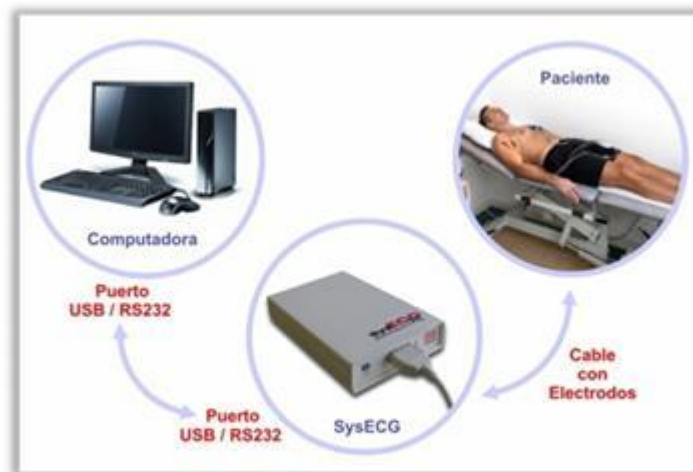 Paciente
Computadora
Puerto
USB / RS232
Cable
con
Electrodos
Puerto
USB / RS232
SysECG